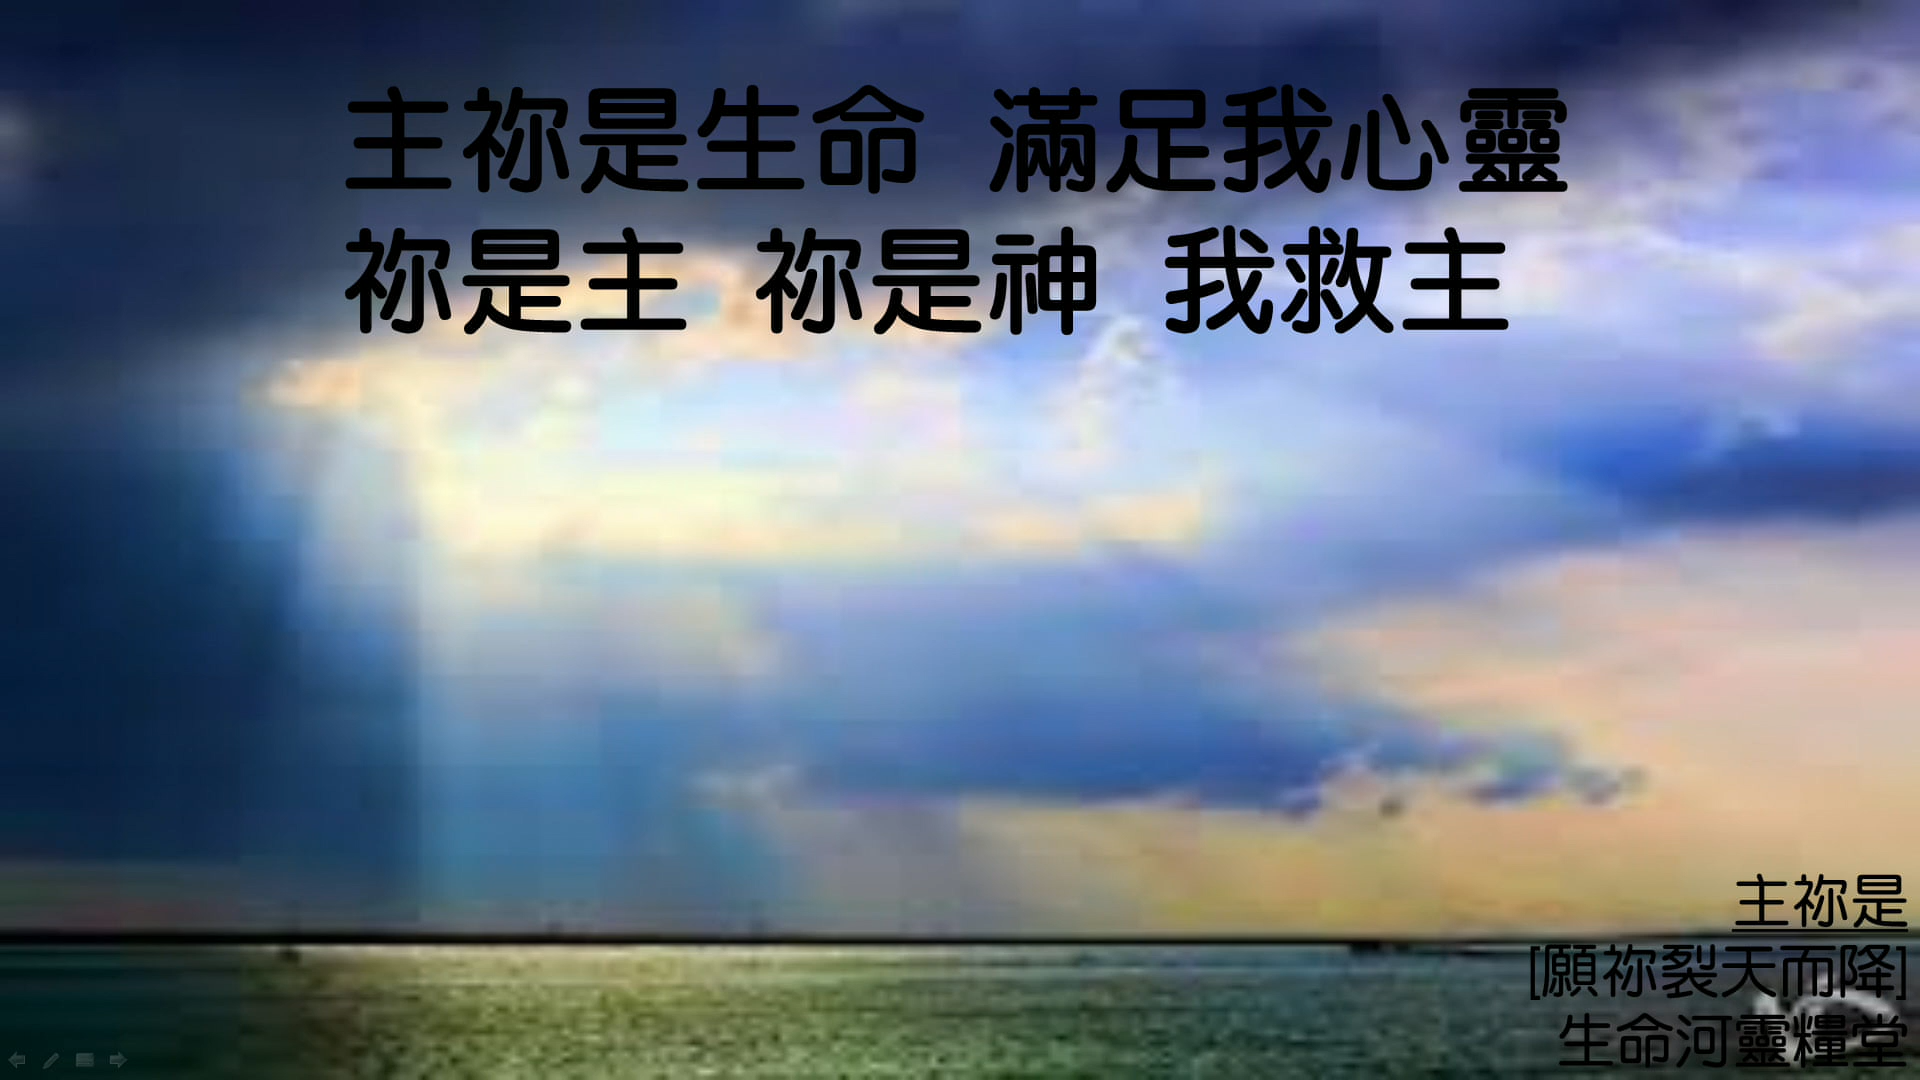 主祢是生命 滿足我心靈
祢是主 祢是神 我救主
主祢是
[願祢裂天而降]
生命河靈糧堂